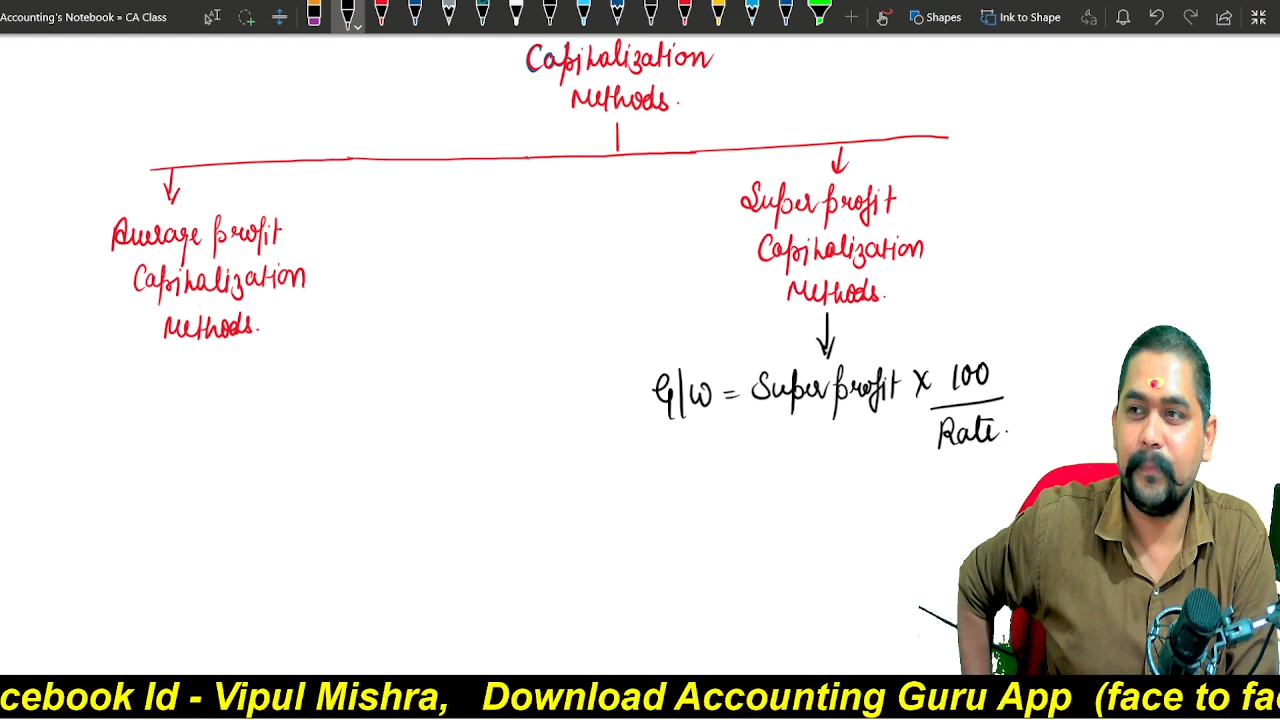 Accounting's Notebook » CA Class
Shapes
Ink to Shape
Capitalization
Methods.
Average profit
Capitalization
Methods.
Super profit
Capitalization
Methods.
G/W = Super profit X 100
Rate.
cebook Id - Vipul Mishra, Download Accounting Guru App (face to fac